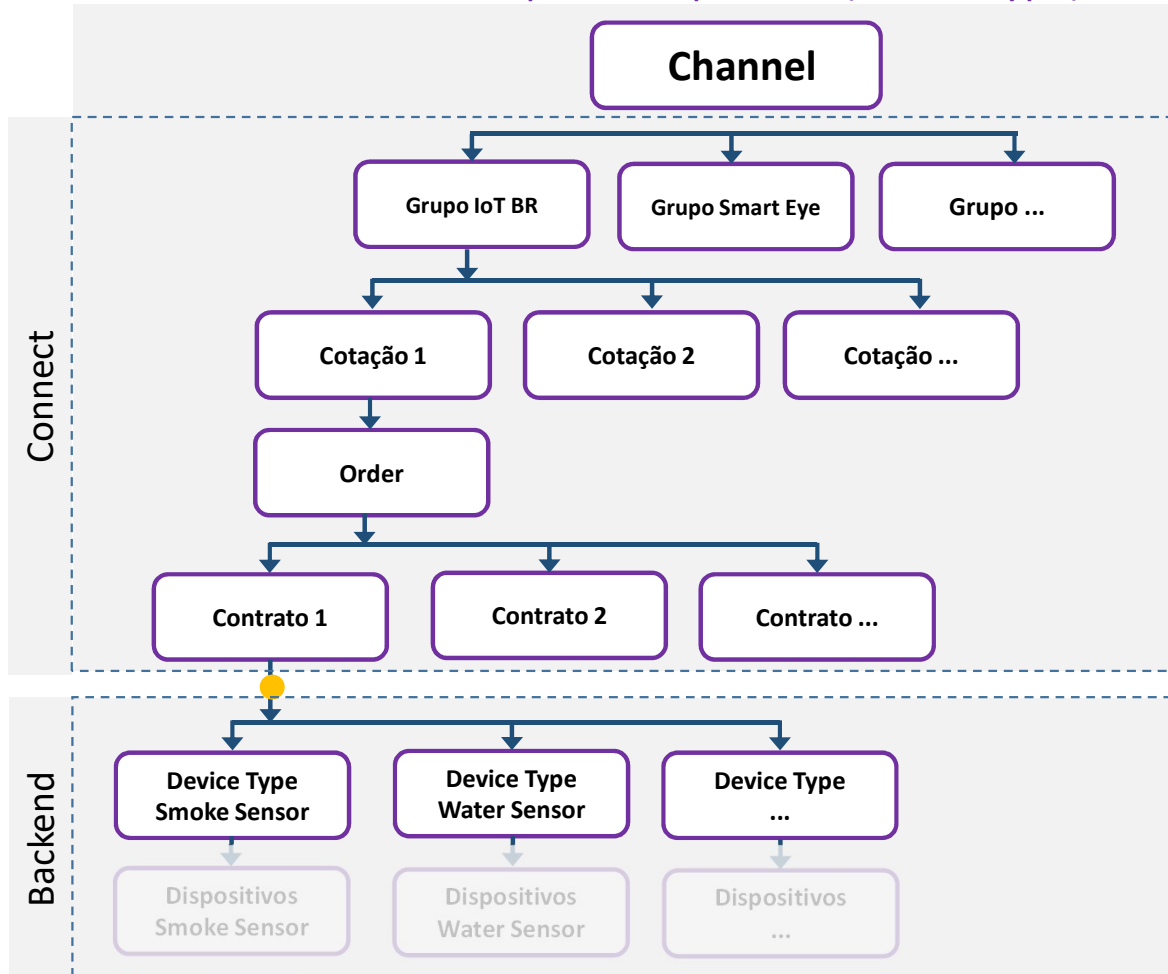 Channel
Connect
Grupo IoT BR
Grupo Smart Eye
Grupo ...
Cotação 1
Cotação 2
Cotação ...
Order
Contrato 1
Contrato 2
Contrato ...
Backend
Device Type
Smoke Sensor
Device Type
Water Sensor
Device Type
...
Dispositivos
Smoke Sensor
Dispositivos
Water Sensor
Dispositivos
...